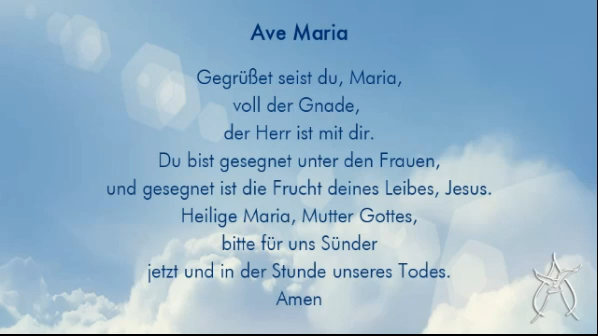 Ave Maria
Gegrüßet seist du, Maria,
voll der Gnade,
der Herr ist mit dir.
Du bist gesegnet unter den Frauen,
und gesegnet ist die Frucht deines Leibes, Jesus.
Heilige Maria, Mutter Gottes,
bitte für uns Sünder
jetzt und in der Stunde unseres Todes.
Amen